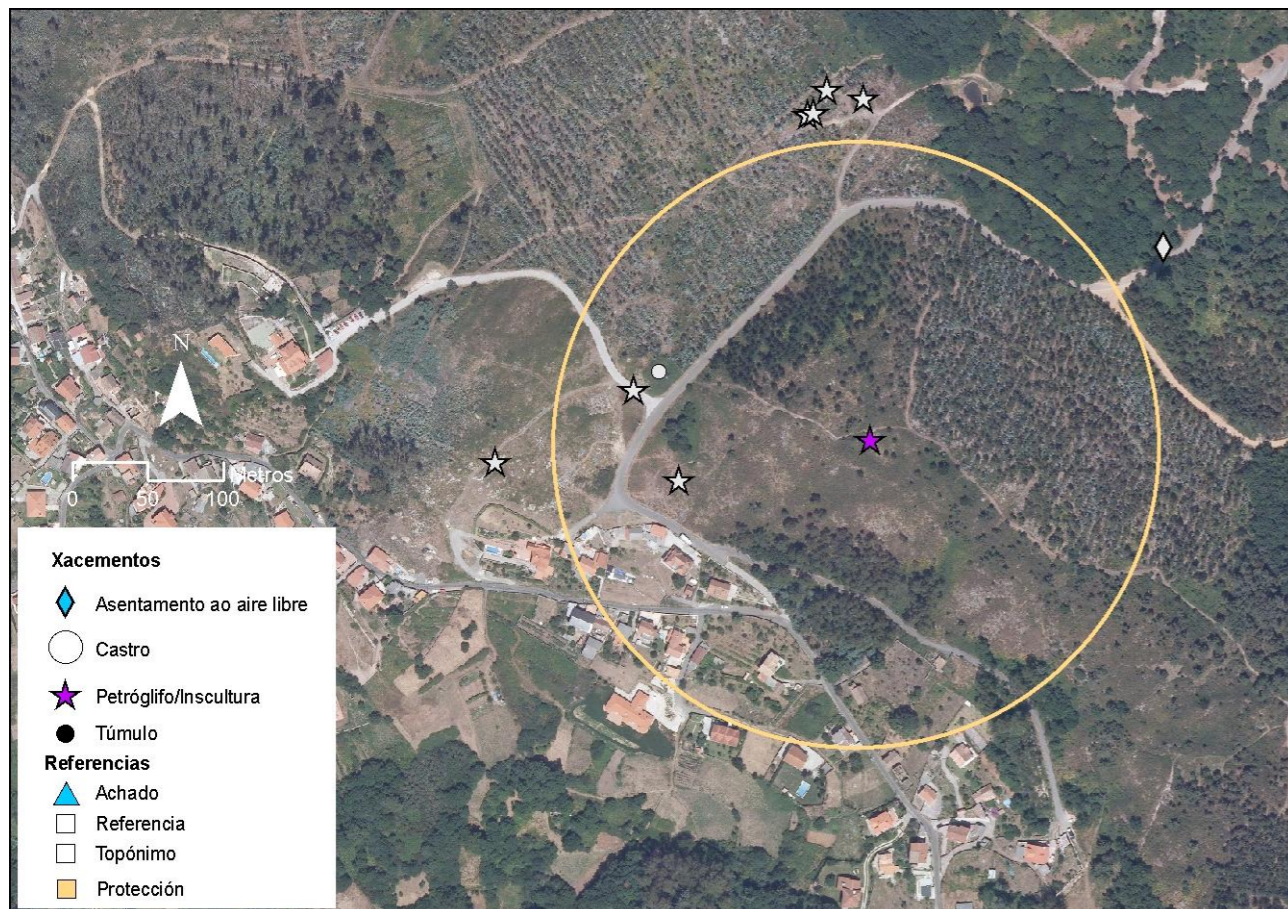 N
Metros
0 50 100
Xacementos
Asentamento ao aire libre
Castro
Petróglifo/Inscultura
Túmulo
Referencias
Achado
Referencia
Topónimo
Protección